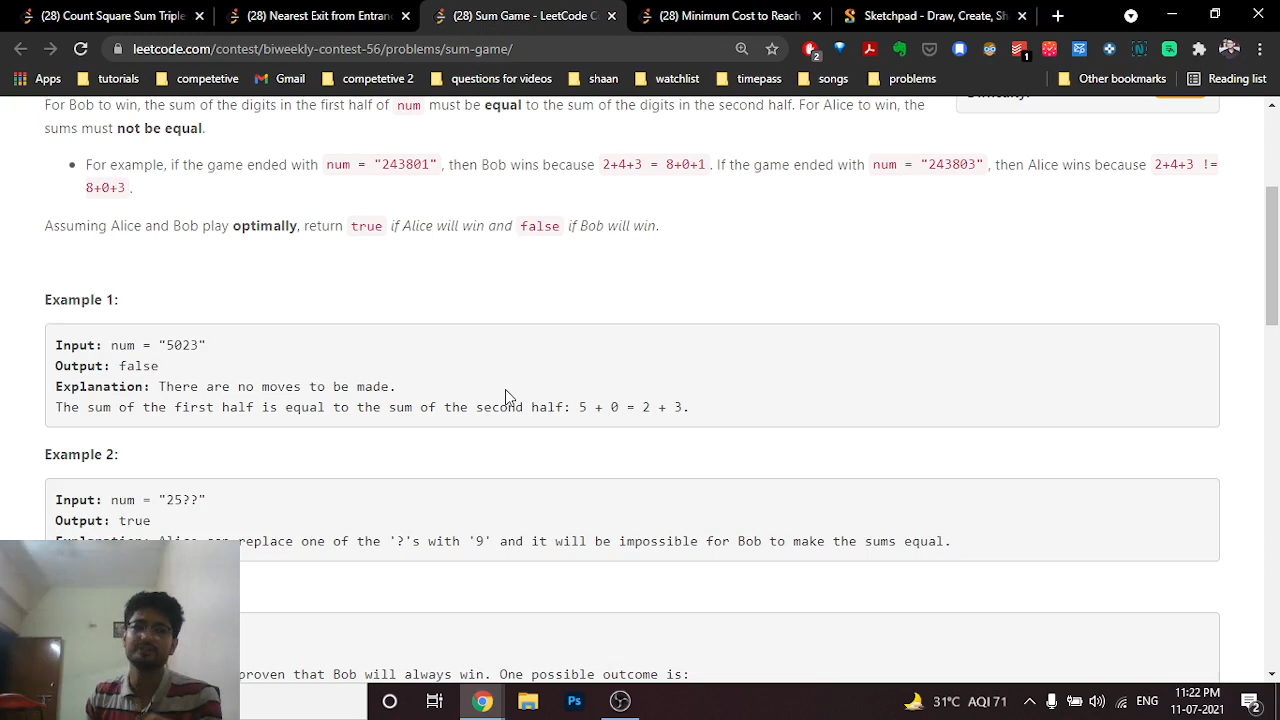 (28) Count Square Sum Triple
(28) Nearest Exit from Entran
(28) Sum Game - LeetCode C
(28) Minimum Cost to Reach
Sketchpad - Draw, Create, Sh
leetcode.com/contest/biweekly-contest-56/problems/sum-game/
2
1
Apps
tutorials
competetive
Gmail
competetive 2
questions for videos
shaan
watchlist
timepass
songs
problems
Other bookmarks
Reading list
For Bob to win, the sum of the digits in the first half of num must be equal to the sum of the digits in the second half. For Alice to win, the
sums must not be equal.
• For example, if the game ended with num = "243801", then Bob wins because 2+4+3 = 8+0+1. If the game ended with num = "243803", then Alice wins because 2+4+3 !=
8+0+3.
Assuming Alice and Bob play optimally, return true if Alice will win and false if Bob will win.
Example 1:
Input: num = "5023"
Output: false
Explanation: There are no moves to be made.
The sum of the first half is equal to the sum of the second half: 5 + 0 = 2 + 3.
Example 2:
Input: num = "25??"
Output: true
replace one of the '?'s with '9' and it will be impossible for Bob to make the sums equal.
proven that Bob will always win. One possible outcome is:
Ps
31°C AQI 71
ENG
11:22 PM
11-07-2021
2